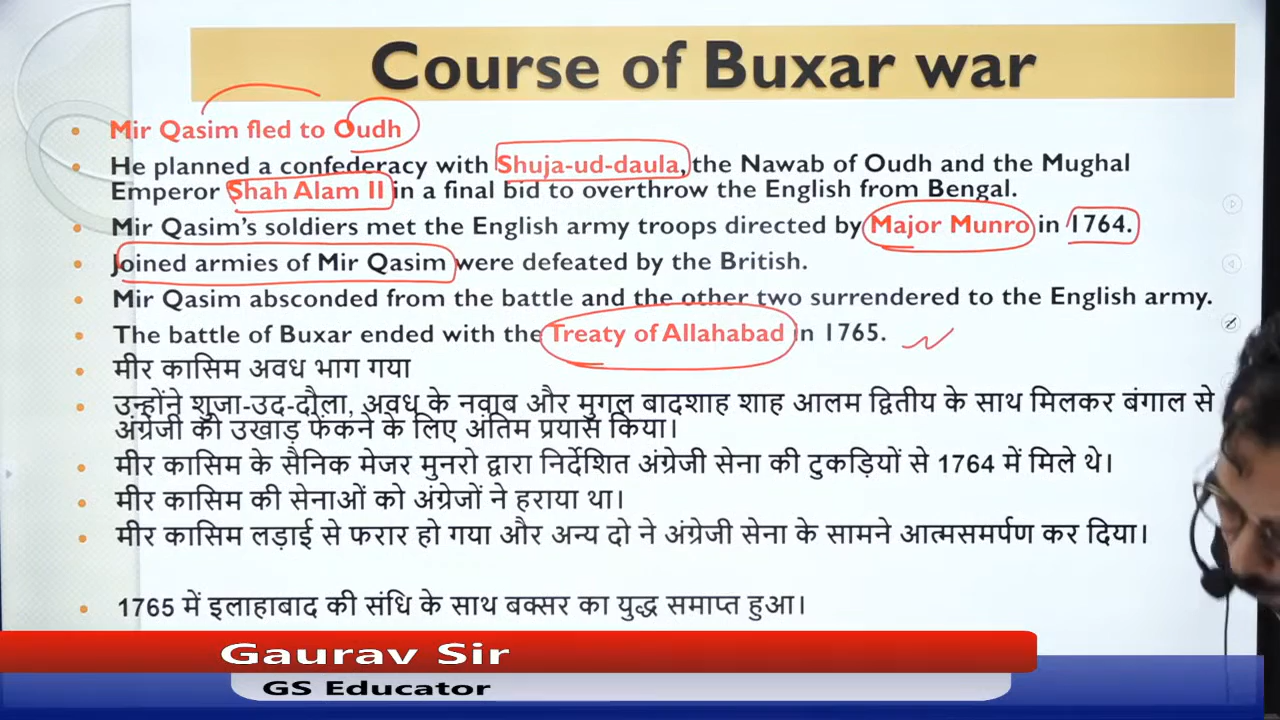 Course of Buxar war
Mir Qasim fled to Oudh
He planned a confederacy with Shuja-ud-daula, the Nawab of Oudh and the Mughal
Emperor Shah Alam II in a final bid to overthrow the English from Bengal.
Mir Qasim’s soldiers met the English army troops directed by Major Munro in 1764.
Joined armies of Mir Qasim were defeated by the British.
Mir Qasim absconded from the battle and the other two surrendered to the English army.
The battle of Buxar ended with the Treaty of Allahabad in 1765.
मीर कासिम अवध भाग गया
उन्होंने शुजा-उद-दौला, अवध के नवाब और मुगल बादशाह शाह आलम द्वितीय के साथ मिलकर बंगाल से
अंग्रेजी को उखाड़ फेंकने के लिए अंतिम प्रयास किया।
मीर कासिम के सैनिक मेजर मुनरो द्वारा निर्देशित अंग्रेजी सेना की टुकड़ियों से 1764 में मिले थे।
मीर कासिम की सेनाओं को अंग्रेजों ने हराया था।
मीर कासिम लड़ाई से फरार हो गया और अन्य दो ने अंग्रेजी सेना के सामने आत्मसमर्पण कर दिया।
1765 में इलाहाबाद की संधि के साथ बक्सर का युद्ध समाप्त हुआ।
Gaurav Sir
GS Educator